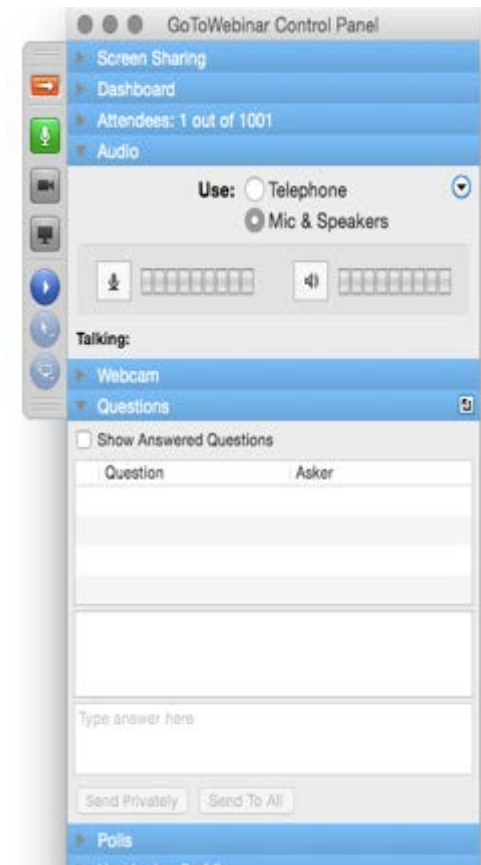 GoToWebinar Control Panel
Screen Sharing
Dashboard
Attendees: 1 out of 1001
Audio
Use: Telephone
Mic & Speakers
Talking:
Webcam
Questions
Show Answered Questions
Question Asker
Type answer here
Send Privately Send To All
Polls